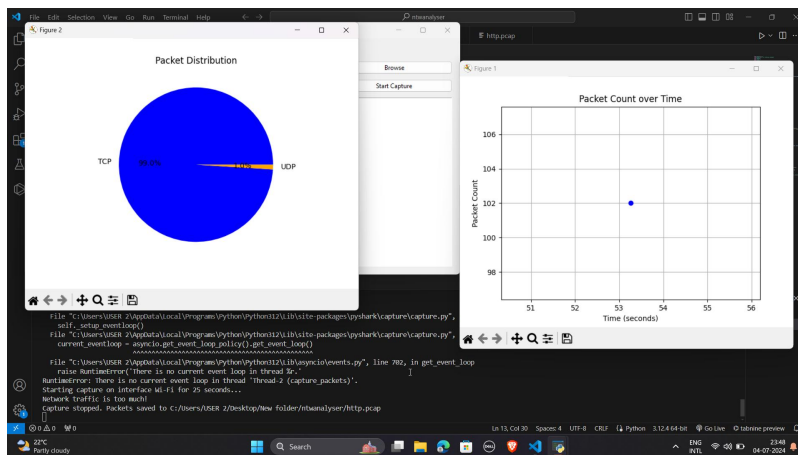 File Edit Selection View Go Run Terminal Help
ntwanalyser
Figure 2
Packet Distribution
TCP
UDP
Browse
Start Capture
http.pcap
Figure 1
Packet Count over Time
Packet Count
106
104
102
100
98
51 52 53 54 55 56
Time (seconds)
File "C:\Users\USER 2\AppData\Local\Programs\Python\Python312\Lib\site-packages\pyshark\capture\capture.py",
self._setup_eventloop()
File "C:\Users\USER 2\AppData\Local\Programs\Python\Python312\Lib\site-packages\pyshark\capture\capture.py",
current_eventloop = asyncio.get_event_loop_policy().get_event_loop()
^^^^^^^^^^^^^^^^^^^^^^^^^^^^^^^^^^^^^^^^^^^^^^^^
File "C:\Users\USER 2\AppData\Local\Programs\Python\Python312\Lib\asyncio\events.py", line 702, in get_event_loop
raise RuntimeError('There is no current event loop in thread %r.'
RuntimeError: There is no current event loop in thread 'Thread-2 (capture_packets)'.
Starting capture on interface Wi-Fi for 25 seconds...
Network traffic is too much!
Capture stopped. Packets saved to C:/Users/USER 2/Desktop/New folder/ntwanalyser/http.pcap
0 0 0
Ln 13, Col 30 Spaces: 4 UTF-8 CRLF Python 3.12.4 64-bit Go Live tabnine preview
22°C
Partly cloudy
Search
ENG
INTL
23:48
04-07-2024